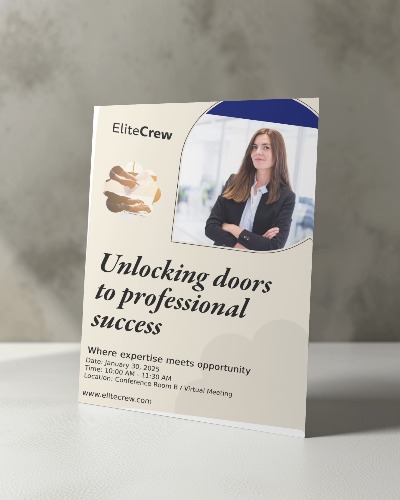 EliteCrew
Unlocking doors
to professional
success
Where expertise meets opportunity
Date: January 30, 2025
Time: 10:00 AM - 11:30 AM
Location: Conference Room B / Virtual Meeting
www.elitecrew.com